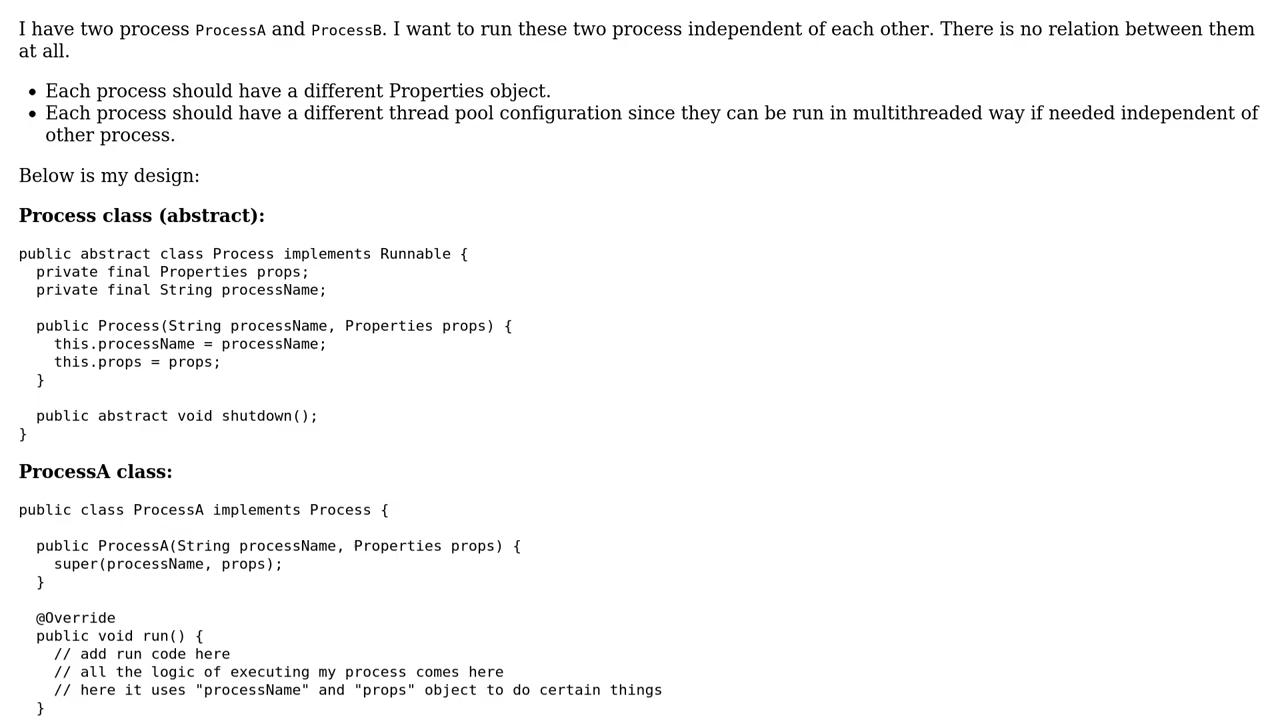 I have two process ProcessA and ProcessB. I want to run these two process independent of each other. There is no relation between them
at all.
• Each process should have a different Properties object.
• Each process should have a different thread pool configuration since they can be run in multithreaded way if needed independent of
other process.
Below is my design:
Process class (abstract):
public abstract class Process implements Runnable {
  private final Properties props;
  private final String processName;

  public Process(String processName, Properties props) {
    this.processName = processName;
    this.props = props;
  }

  public abstract void shutdown();
}
ProcessA class:
public class ProcessA implements Process {

  public ProcessA(String processName, Properties props) {
    super(processName, props);
  }

  @Override
  public void run() {
    // add run code here
    // all the logic of executing my process comes here
    // here it uses "processName" and "props" object to do certain things
  }